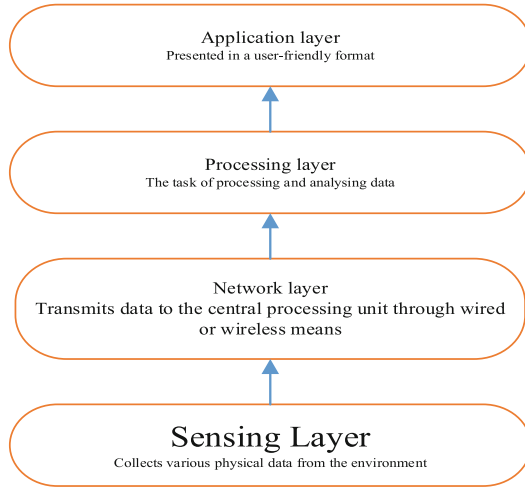 Application layer
Presented in a user-friendly format
Processing layer
The task of processing and analysing data
Network layer
Transmits data to the central processing unit through wired
or wireless means
Sensing Layer
Collects various physical data from the environment